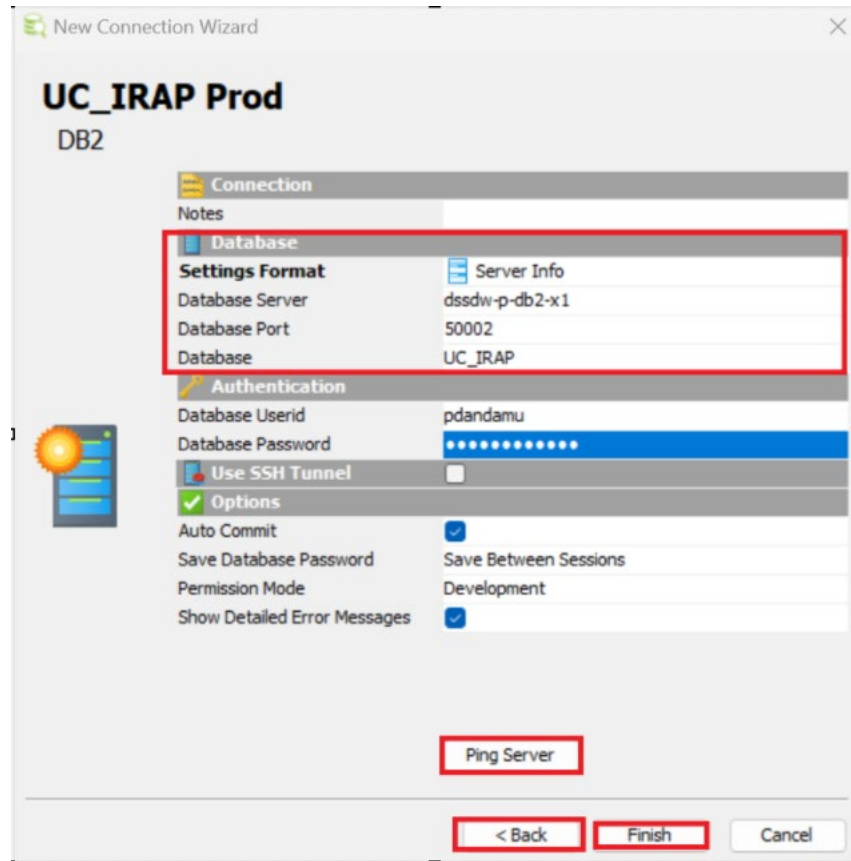 New Connection Wizard
UC_IRAP Prod
DB2
Connection
Notes
Database
Settings Format Server Info
Database Server dssdw-p-db2-x1
Database Port 50002
Database UC_IRAP
Authentication
Database Userid pdandamu
Database Password ••••••••••••
Use SSH Tunnel
Options
Auto Commit
Save Database Password Save Between Sessions
Permission Mode Development
Show Detailed Error Messages
Ping Server
< Back Finish Cancel